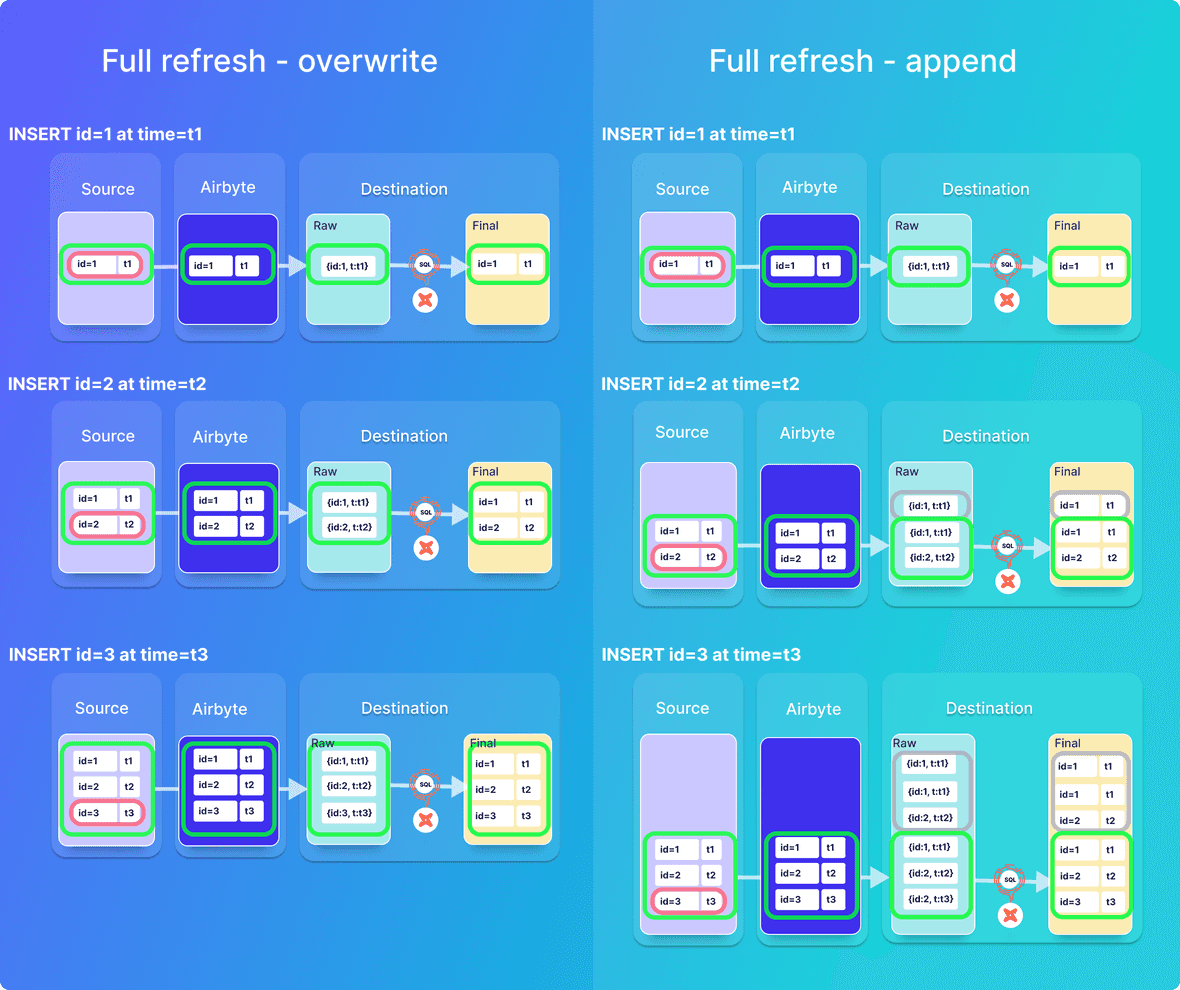 Full refresh - overwrite
INSERT id=1 at time=t1
Source
Airbyte
Destination
Raw
Final
id=1 t1
id=1 t1
{id:1, t:t1}
SQL
id=1 t1
INSERT id=2 at time=t2
Source
Airbyte
Destination
Raw
Final
id=1 t1
id=2 t2
id=1 t1
id=2 t2
{id:1, t:t1}
{id:2, t:t2}
SQL
id=1 t1
id=2 t2
INSERT id=3 at time=t3
Source
Airbyte
Destination
Raw
Final
id=1 t1
id=2 t2
id=3 t3
id=1 t1
id=2 t2
id=3 t3
{id:1, t:t1}
{id:2, t:t2}
{id:3, t:t3}
SQL
id=1 t1
id=2 t2
id=3 t3
Full refresh - append
INSERT id=1 at time=t1
Source
Airbyte
Destination
Raw
Final
id=1 t1
id=1 t1
{id:1, t:t1}
SQL
id=1 t1
INSERT id=2 at time=t2
Source
Airbyte
Destination
Raw
Final
id=1 t1
id=2 t2
id=1 t1
id=2 t2
{id:1, t:t1}
{id:1, t:t1}
{id:2, t:t2}
SQL
id=1 t1
id=1 t1
id=2 t2
INSERT id=3 at time=t3
Source
Airbyte
Destination
Raw
Final
id=1 t1
id=2 t2
id=3 t3
id=1 t1
id=2 t2
id=3 t3
{id:1, t:t1}
{id:1, t:t1}
{id:2, t:t2}
{id:1, t:t1}
{id:2, t:t2}
{id:2, t:t3}
SQL
id=1 t1
id=1 t1
id=2 t2
id=1 t1
id=2 t2
id=3 t3